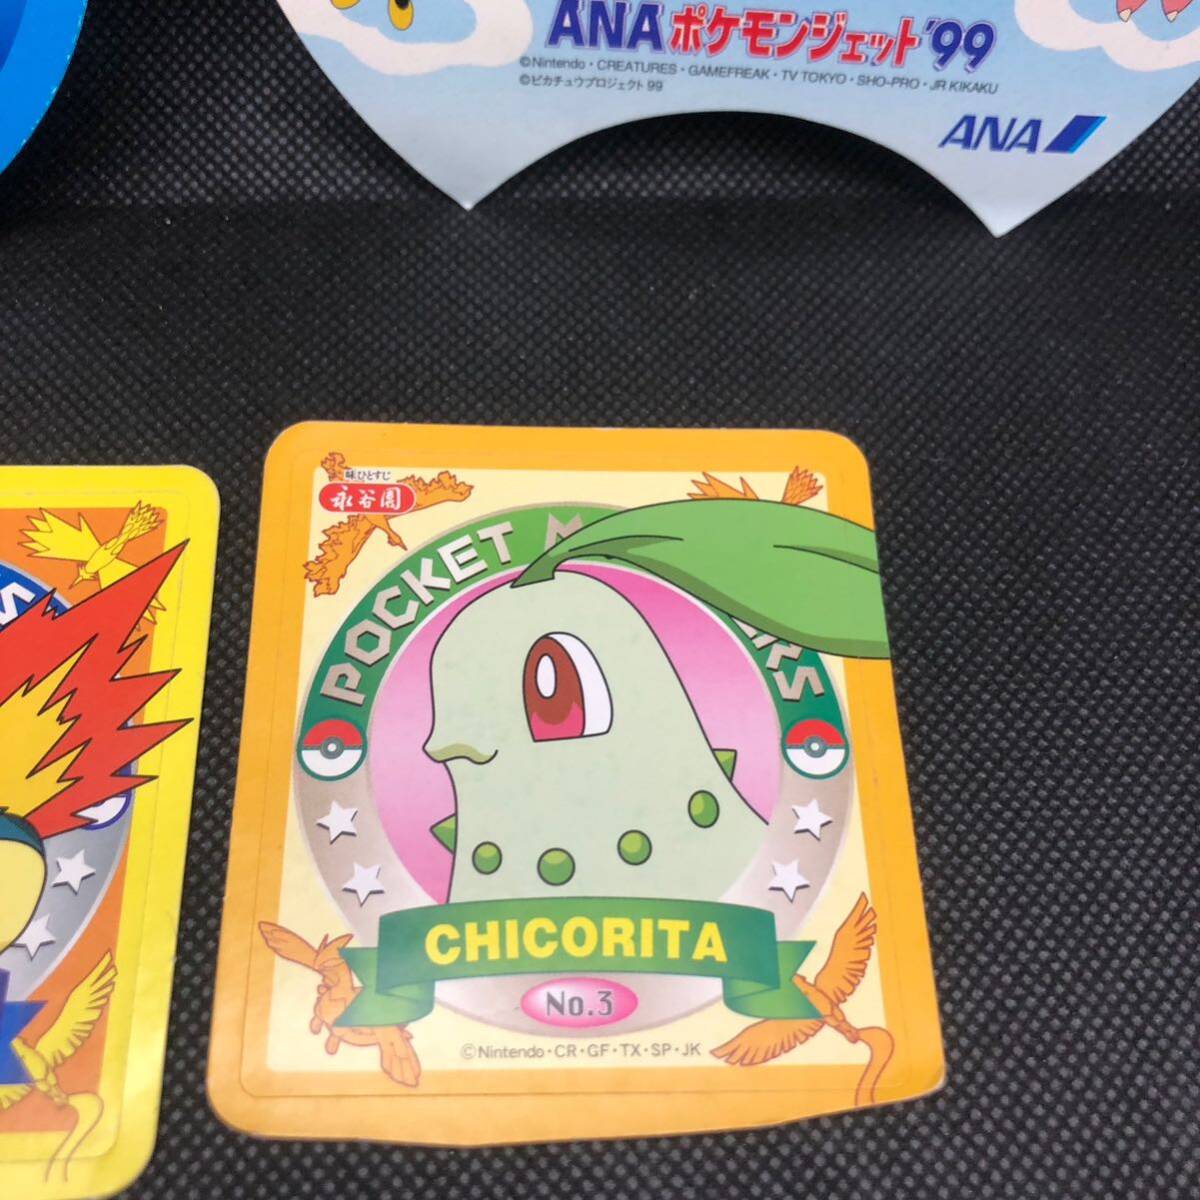 ANAポケモンジェット'99
©Nintendo・CREATURES・GAMEFREAK・TV TOKYO・SHO-PRO・JR KIKAKU
©ピカチュウプロジェクト99
ANA
味ひとすじ
永谷園
POCKET
CHICORITA
No.3
©Nintendo・CR・GF・TX・SP・JK